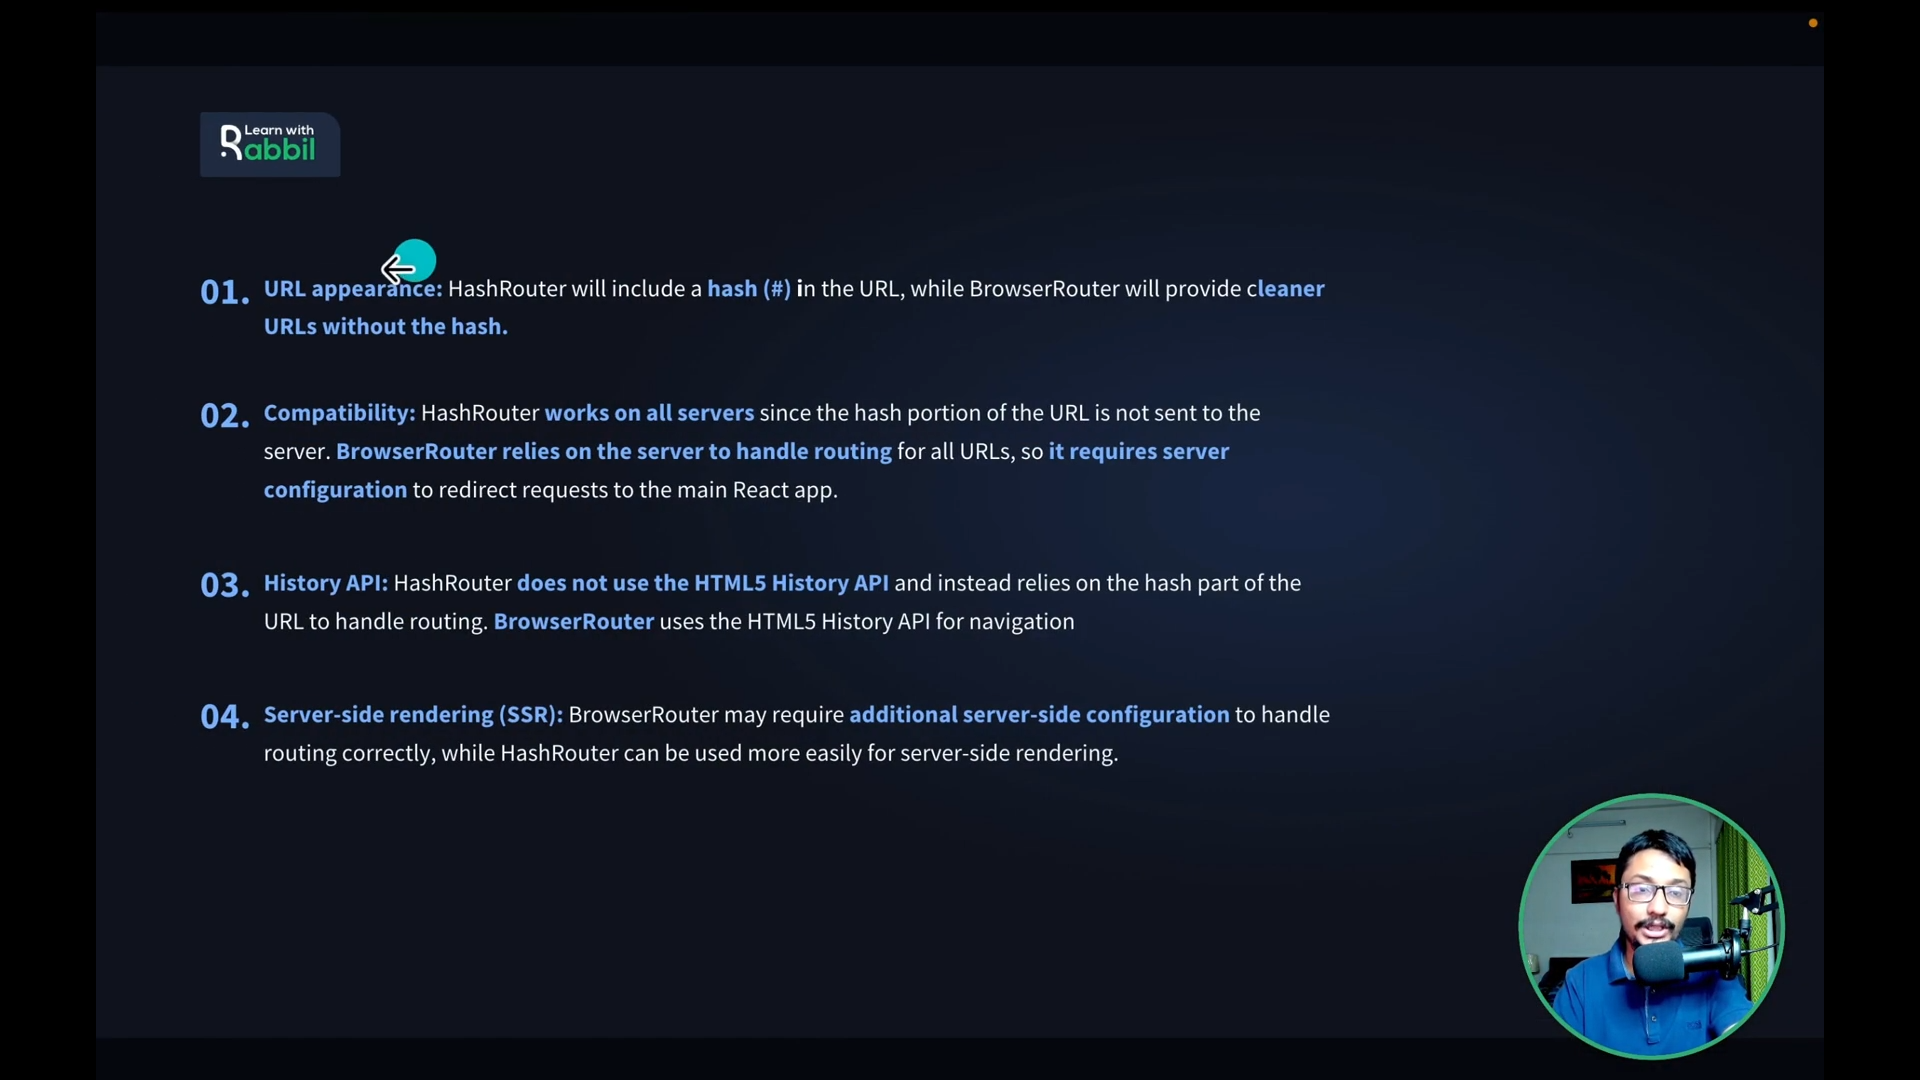 Learn with
Rabbil
01. URL appearance: HashRouter will include a hash (#) in the URL, while BrowserRouter will provide cleaner
URLs without the hash.
02. Compatibility: HashRouter works on all servers since the hash portion of the URL is not sent to the
server. BrowserRouter relies on the server to handle routing for all URLs, so it requires server
configuration to redirect requests to the main React app.
03. History API: HashRouter does not use the HTML5 History API and instead relies on the hash part of the
URL to handle routing. BrowserRouter uses the HTML5 History API for navigation
04. Server-side rendering (SSR): BrowserRouter may require additional server-side configuration to handle
routing correctly, while HashRouter can be used more easily for server-side rendering.